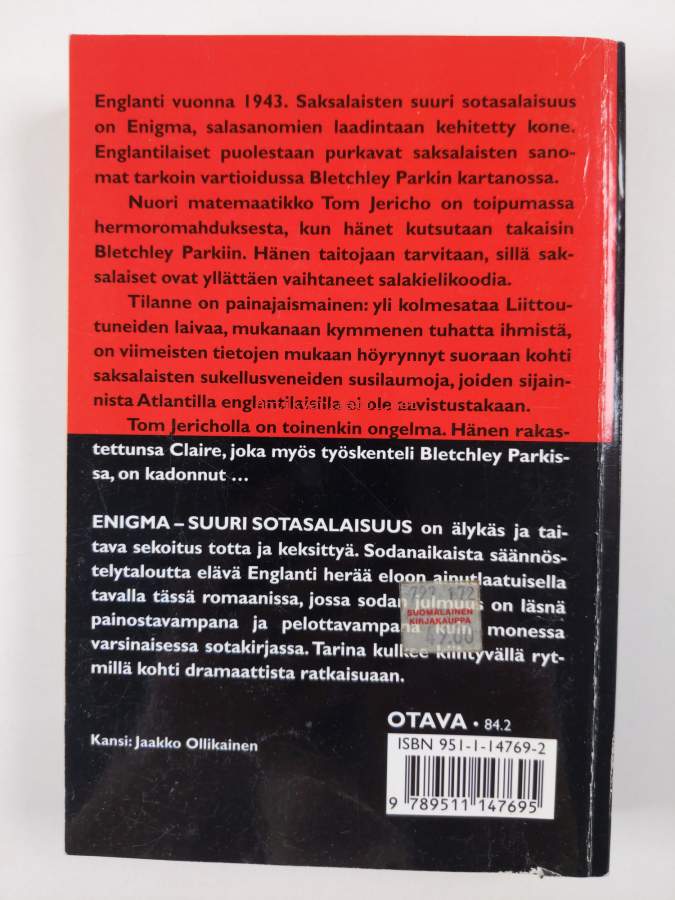 Englanti vuonna 1943. Saksalaisten suuri sotasalaisuus
on Enigma, salasanomien laadintaan kehitetty kone.
Englantilaiset puolestaan purkavat saksalaisten sano-
mat tarkoin vartioidussa Bletchley Parkin kartanossa.
Nuori matemaatikko Tom Jericho on toipumassa
hermoromahduksesta, kun hänet kutsutaan takaisin
Bletchley Parkiin. Hänen taitojaan tarvitaan, sillä sak-
salaiset ovat yllättäen vaihtaneet salakielikoodia.
Tilanne on painajaismainen: yli kolmesataa Liittou-
tuneiden laivaa, mukanaan kymmenen tuhatta ihmistä,
on viimeisten tietojen mukaan höyrynnyt suoraan kohti
saksalaisten sukellusveneiden susilaumoja, joiden sijain-
nista Atlantilla englantilaisilla ei ole aavistustakaan.
Tom Jericholla on toinenkin ongelma. Hänen rakas-
tettunsa Claire, joka myös työskenteli Bletchley Parkis-
sa, on kadonnut ...
ENIGMA – SUURI SOTASALAISUUS on älykäs ja tai-
tava sekoitus totta ja keksittyä. Sodanaikaista säännös-
telytaloutta elävä Englanti herää eloon ainutlaatuisella
tavalla tässä romaanissa, jossa sodan julmuus on läsnä
painostavampana ja pelottavampana kuin monessa
varsinaisessa sotakirjassa. Tarina kulkee kiihtyvällä ryt-
millä kohti dramaattista ratkaisuaan.
SUOMALAINEN
KIRJAKAUPPA
OTAVA • 84.2
ISBN 951-1-14769-2
Kansi: Jaakko Ollikainen
9 789511 147695